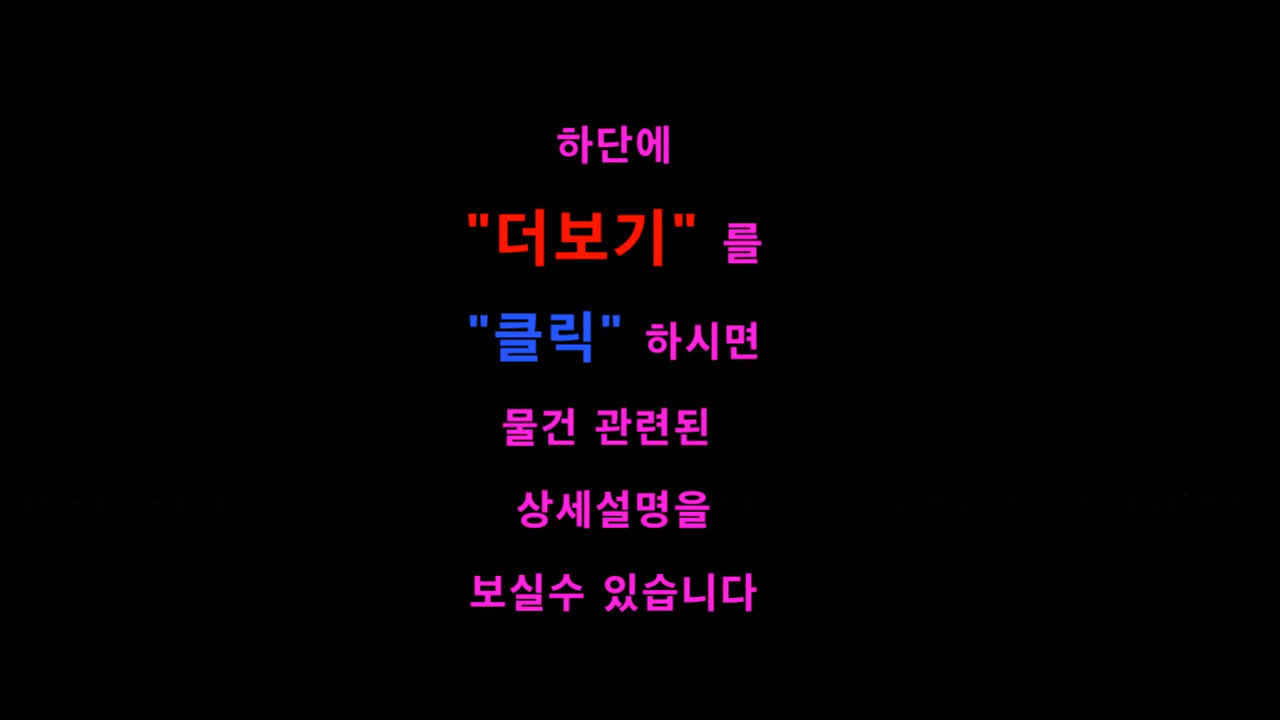 하단에
"더보기" 를
"클릭" 하시면
물건 관련된
상세설명을
보실수 있습니다